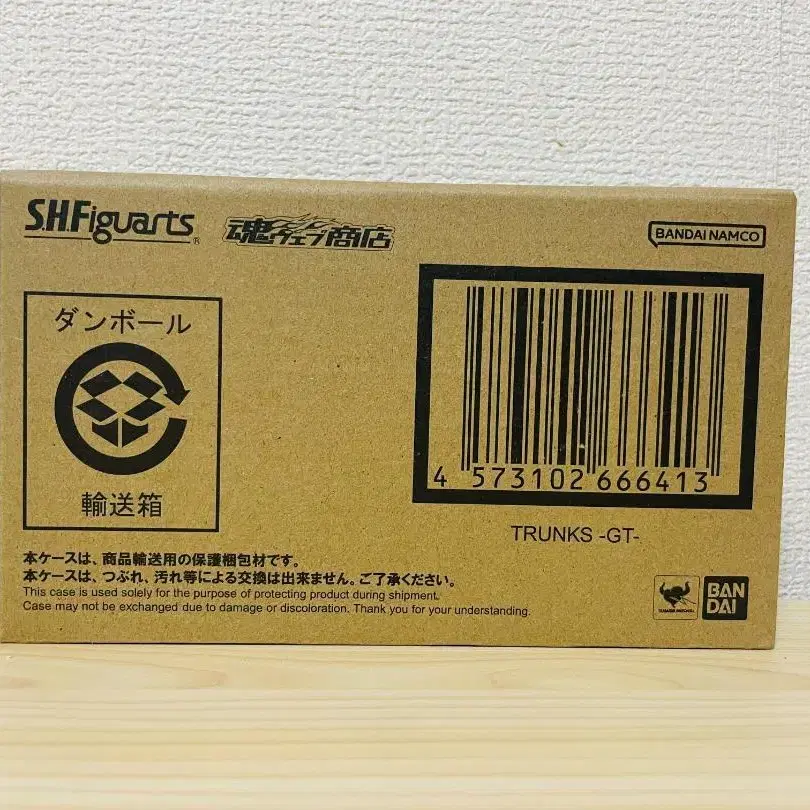 S.H.Figuarts ®
魂ウェブ商店
BANDAI NAMCO
ダンボール
輸送箱
4 573102 666413
TRUNKS -GT-
本ケースは、商品輸送用の保護梱包材です。
本ケースは、つぶれ、汚れ等による交換は出来ません。ご了承ください。
This case is used solely for the purpose of protecting product during shipment.
Case may not be exchanged due to damage or discoloration. Thank you for your understanding.
TAMASHII NATIONS
BAN
DAI